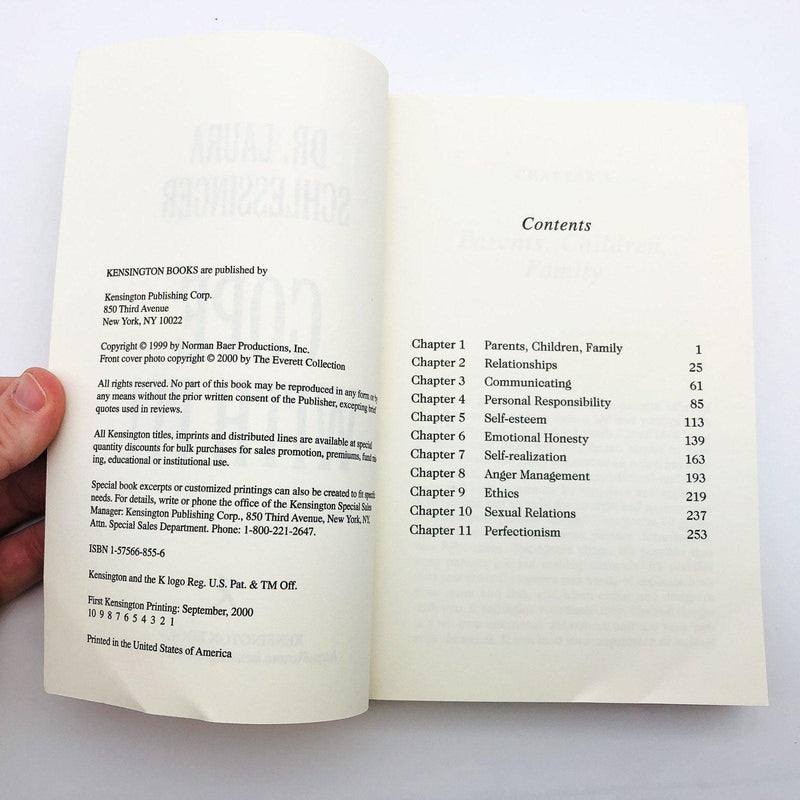 KENSINGTON BOOKS are published by
Kensington Publishing Corp.
850 Third Avenue
New York, NY 10022
Copyright © 1999 by Norman Baer Productions, Inc.
Front cover photo copyright © 2000 by The Everett Collection
All rights reserved. No part of this book may be reproduced in any form or by
any means without the prior written consent of the Publisher, excepting brief
quotes used in reviews.
All Kensington titles, imprints and distributed lines are available at special
quantity discounts for bulk purchases for sales promotion, premiums, fund rais-
ing, educational or institutional use.
Special book excerpts or customized printings can also be created to fit specific
needs. For details, write or phone the office of the Kensington Special Sales
Manager: Kensington Publishing Corp., 850 Third Avenue, New York, NY.
Attn. Special Sales Department. Phone: 1-800-221-2647.
ISBN 1-57566-855-6
Kensington and the K logo Reg. U.S. Pat. & TM Off.
First Kensington Printing: September, 2000
10 9 8 7 6 5 4 3 2 1
Printed in the United States of America
Contents
Chapter 1 Parents, Children, Family 1
Chapter 2 Relationships 25
Chapter 3 Communicating 61
Chapter 4 Personal Responsibility 85
Chapter 5 Self-esteem 113
Chapter 6 Emotional Honesty 139
Chapter 7 Self-realization 163
Chapter 8 Anger Management 193
Chapter 9 Ethics 219
Chapter 10 Sexual Relations 237
Chapter 11 Perfectionism 253